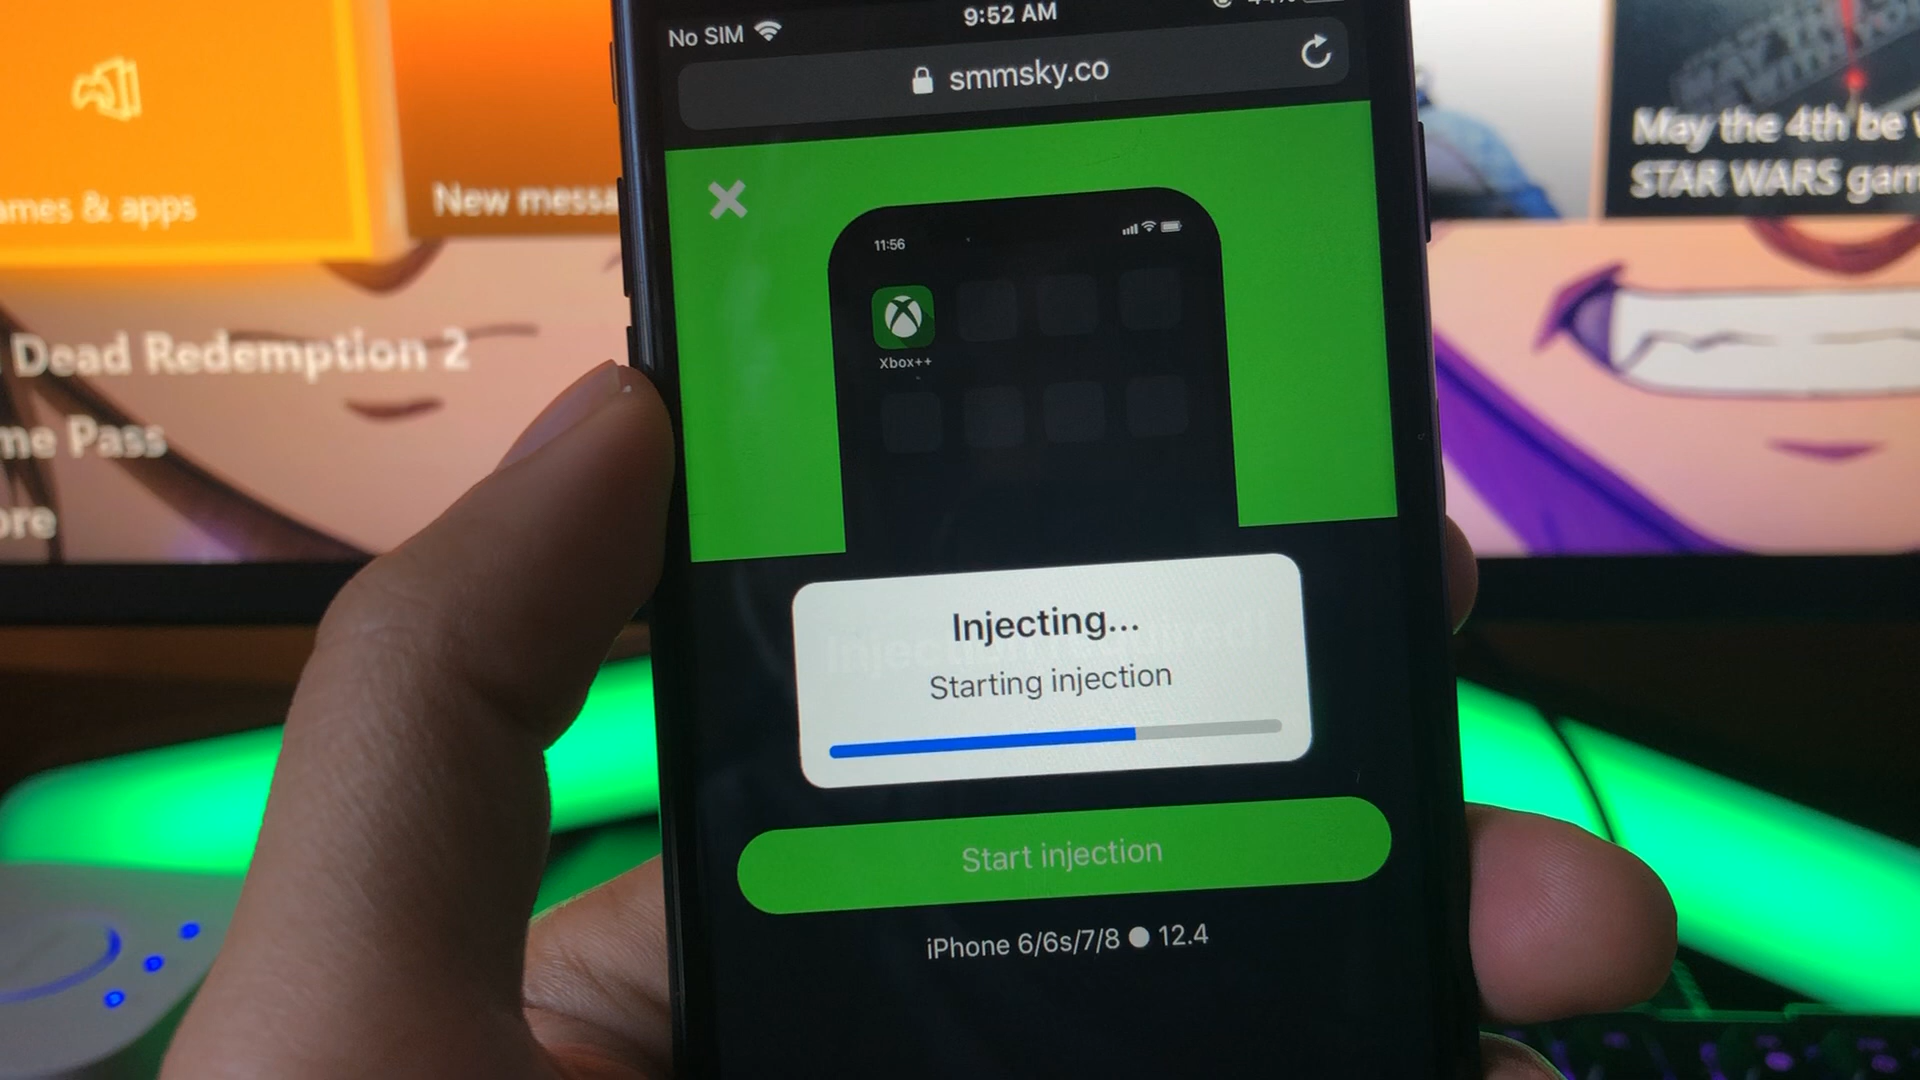 No SIM
9:52 AM
smmsky.co
11:56
Xbox++
Injecting...
Starting injection
Start injection
iPhone 6/6s/7/8 ● 12.4
ames & apps
New messa
Dead Redemption 2
me Pass
ore
May the 4th be
STAR WARS gam